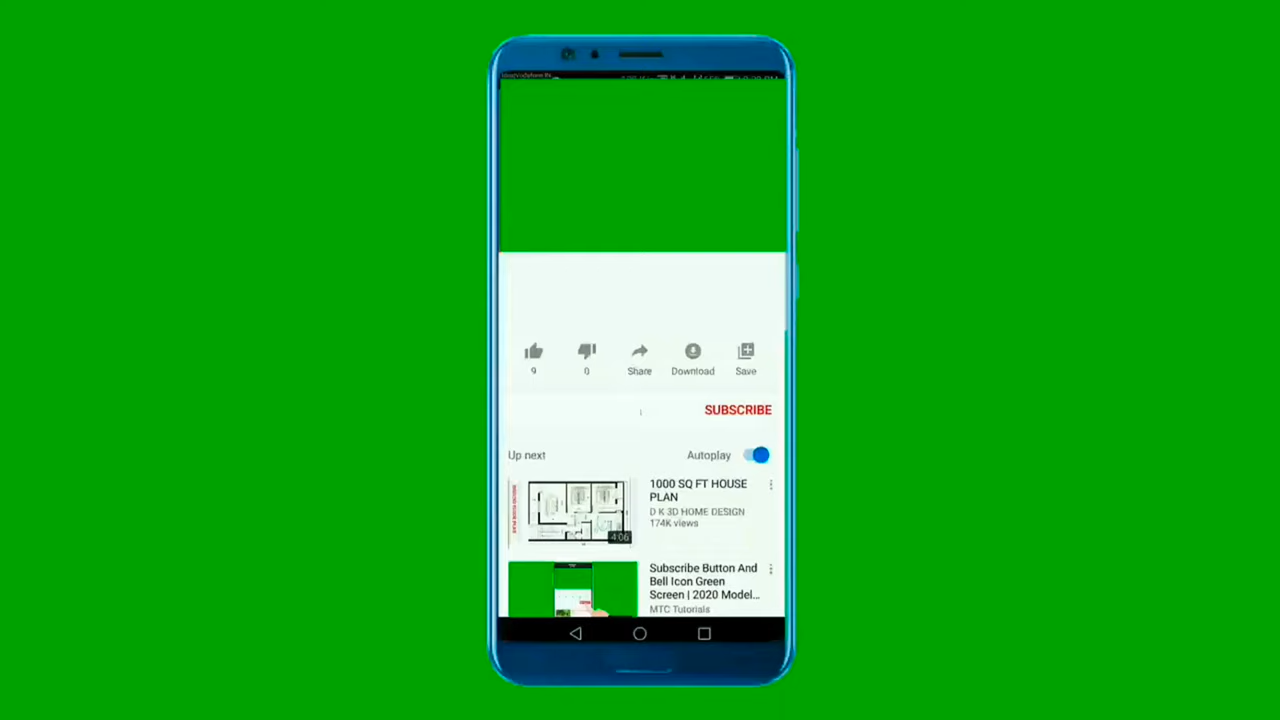 9
0
Share
Download
Save
SUBSCRIBE
Up next
Autoplay
1000 SQ FT HOUSE
PLAN
D K 3D HOME DESIGN
174K views
4:06
Subscribe Button And
Bell Icon Green
Screen | 2020 Model...
MTC Tutorials